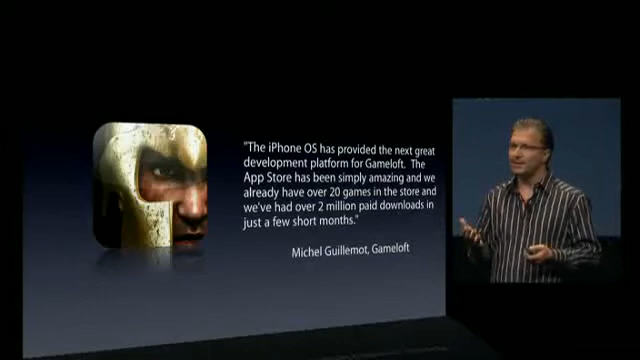 "The iPhone OS has provided the next great
development platform for Gameloft. The
App Store has been simply amazing and we
already have over 20 games in the store and
we've had over 2 million paid downloads in
just a few short months."
Michel Guillemot, Gameloft